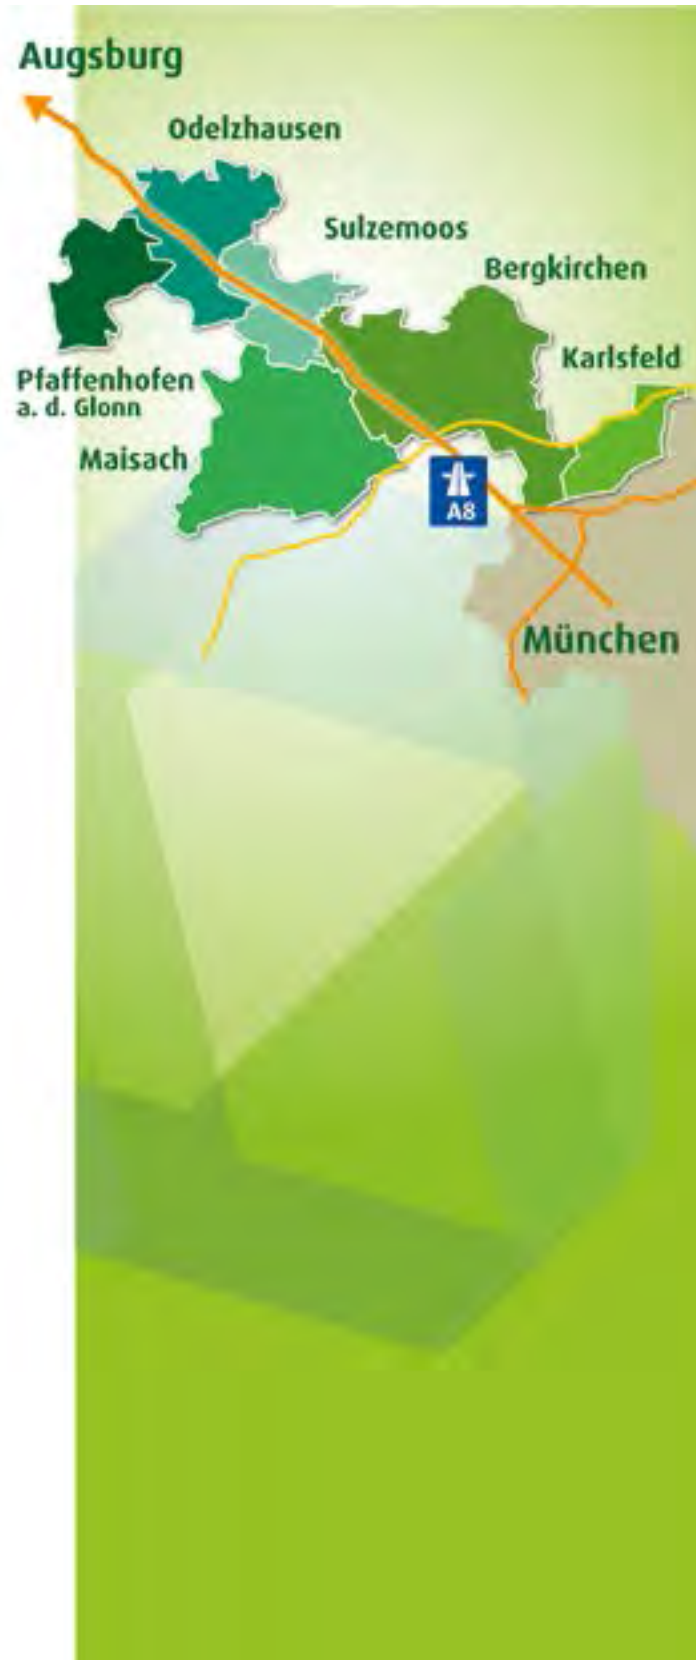 Augsburg
Odelzhausen
Sulzemoos
Bergkirchen
Karlsfeld
Pfaffenhofen
a. d. Glonn
Maisach
A8
München